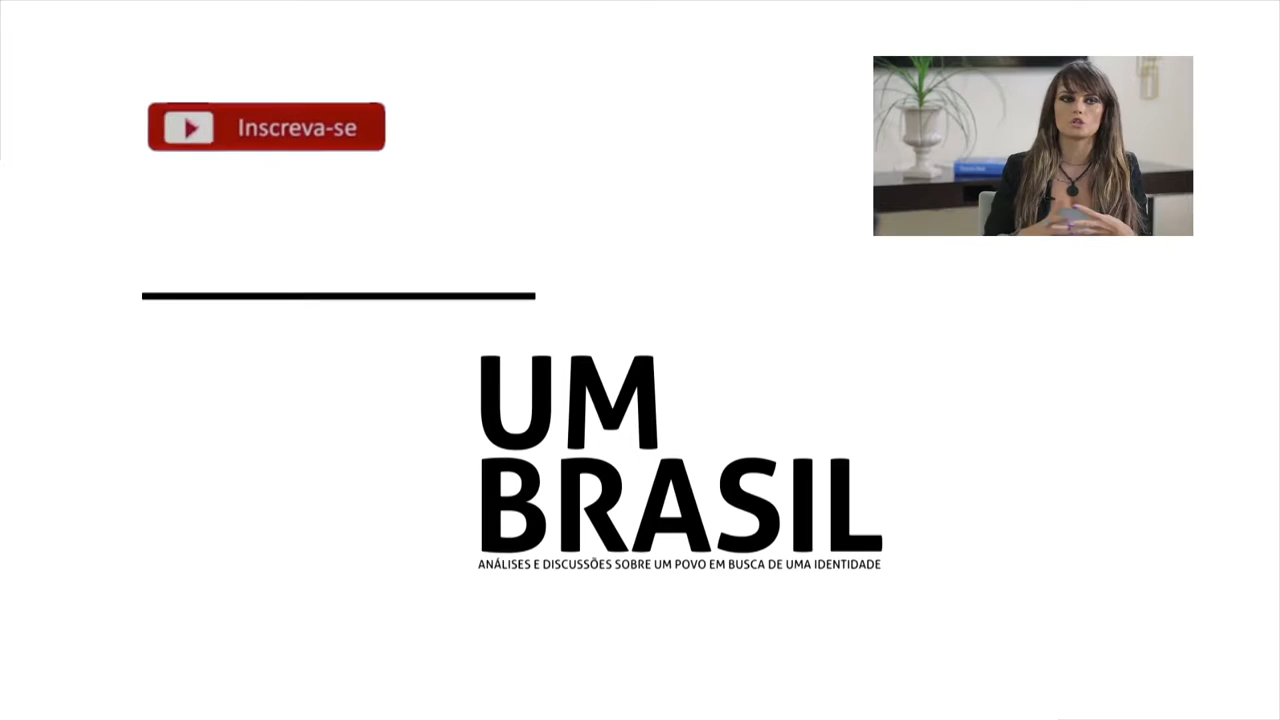 Inscreva-se
UM
BRASIL
ANÁLISES E DISCUSSÕES SOBRE UM POVO EM BUSCA DE UMA IDENTIDADE